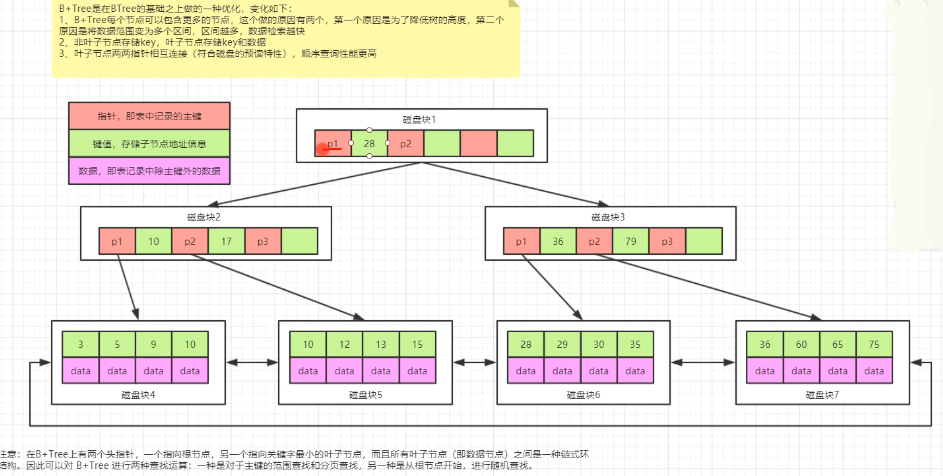 B+Tree是在BTree的基础之上做的一种优化，变化如下：
1、B+Tree每个节点可以包含更多的节点，这个做的原因有两个，第一个原因是为了降低树的高度，第二个
原因是将数据范围变为多个区间，区间越多，数据检索越快
2、非叶子节点存储key，叶子节点存储key和数据
3、叶子节点两两指针相互连接（符合磁盘的预读特性），顺序查询性能更高
指针，即表中记录的主键
键值，存储子节点地址信息
数据，即表记录中除主键外的数据
磁盘块1
p1 28 p2
磁盘块2
p1 10 p2 17 p3
磁盘块3
p1 36 p2 79 p3
3 5 9 10
data data data data
磁盘块4
10 12 13 15
data data data data
磁盘块5
28 29 30 35
data data data data
磁盘块6
36 60 65 75
data data data data
磁盘块7
注意：在B+Tree上有两个头指针，一个指向根节点，另一个指向关键字最小的叶子节点，而且所有叶子节点（即数据节点）之间是一种链式环
结构。因此可以对 B+Tree 进行两种查找运算：一种是对于主键的范围查找和分页查找，另一种是从根节点开始，进行随机查找。